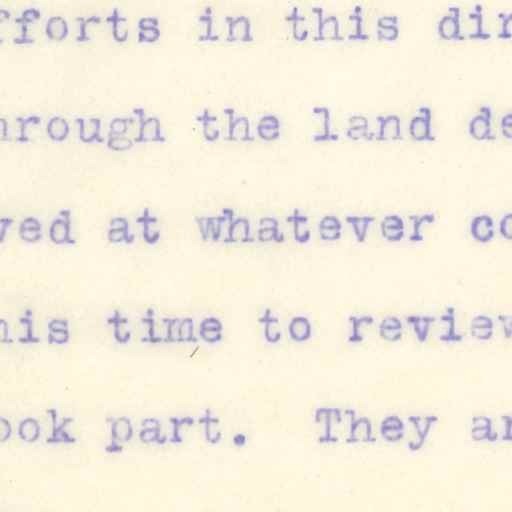 fforts in this dir
hrough the land de
ved at whatever co
his time to review
ook part. They ar